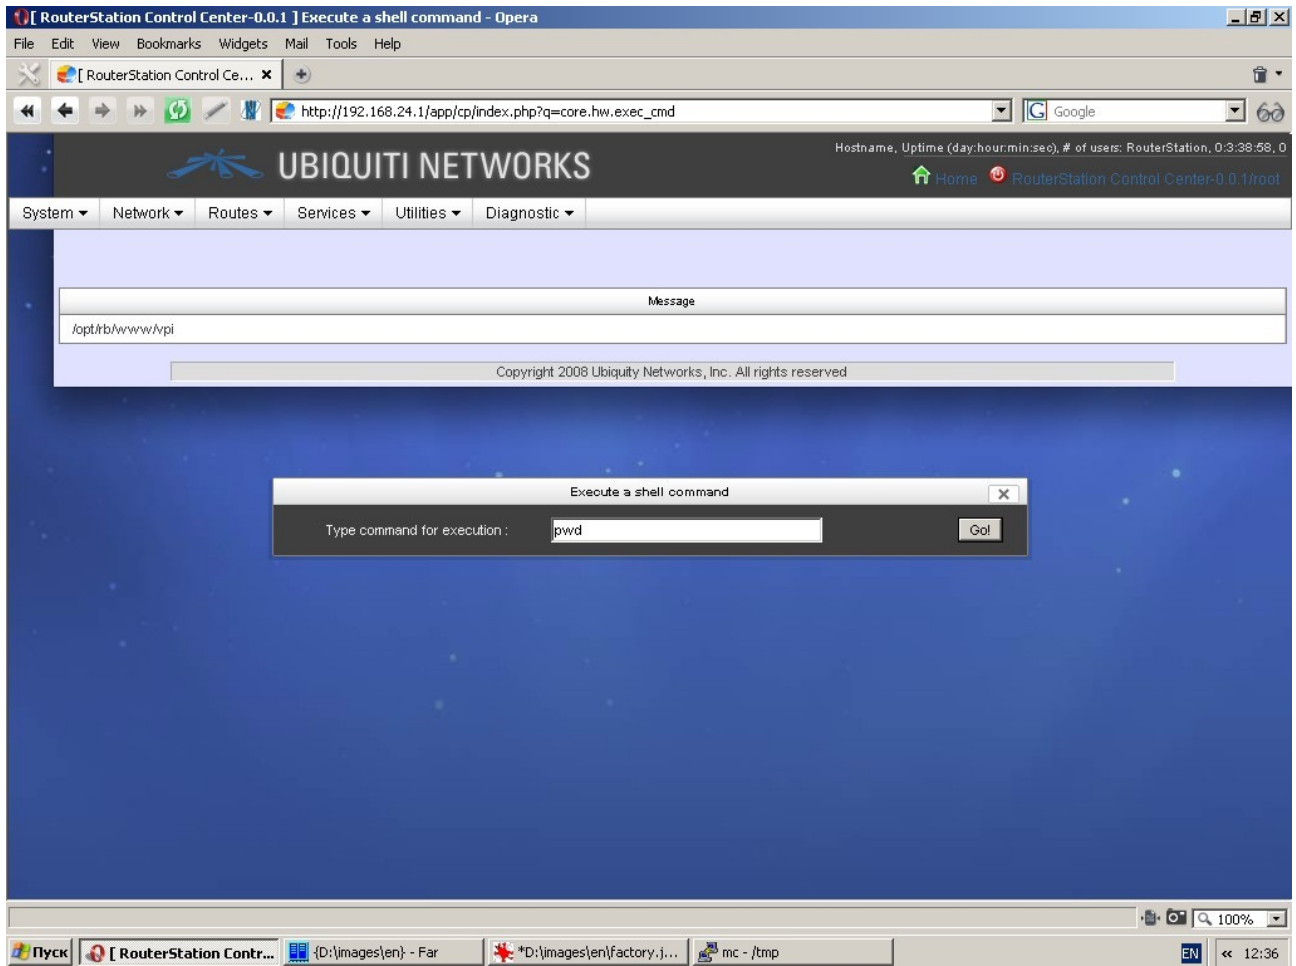 [ RouterStation Control Center-0.0.1 ] Execute a shell command - Opera
File Edit View Bookmarks Widgets Mail Tools Help
[ RouterStation Control Ce...
http://192.168.24.1/app/cp/index.php?q=core.hw.exec_cmd
Google
UBIQUITI NETWORKS
Hostname, Uptime (day:hour:min:sec), # of users: RouterStation, 0:3:38:58, 0
Home RouterStation Control Center-0.0.1/root
System Network Routes Services Utilities Diagnostic
Message
/opt/rb/www/vpi
Copyright 2008 Ubiquity Networks, Inc. All rights reserved
Execute a shell command
Type command for execution : pwd Go!
100%
Пуск [ RouterStation Contr... {D:\images\en} - Far *D:\images\en\factory.j... mc - /tmp EN « 12:36